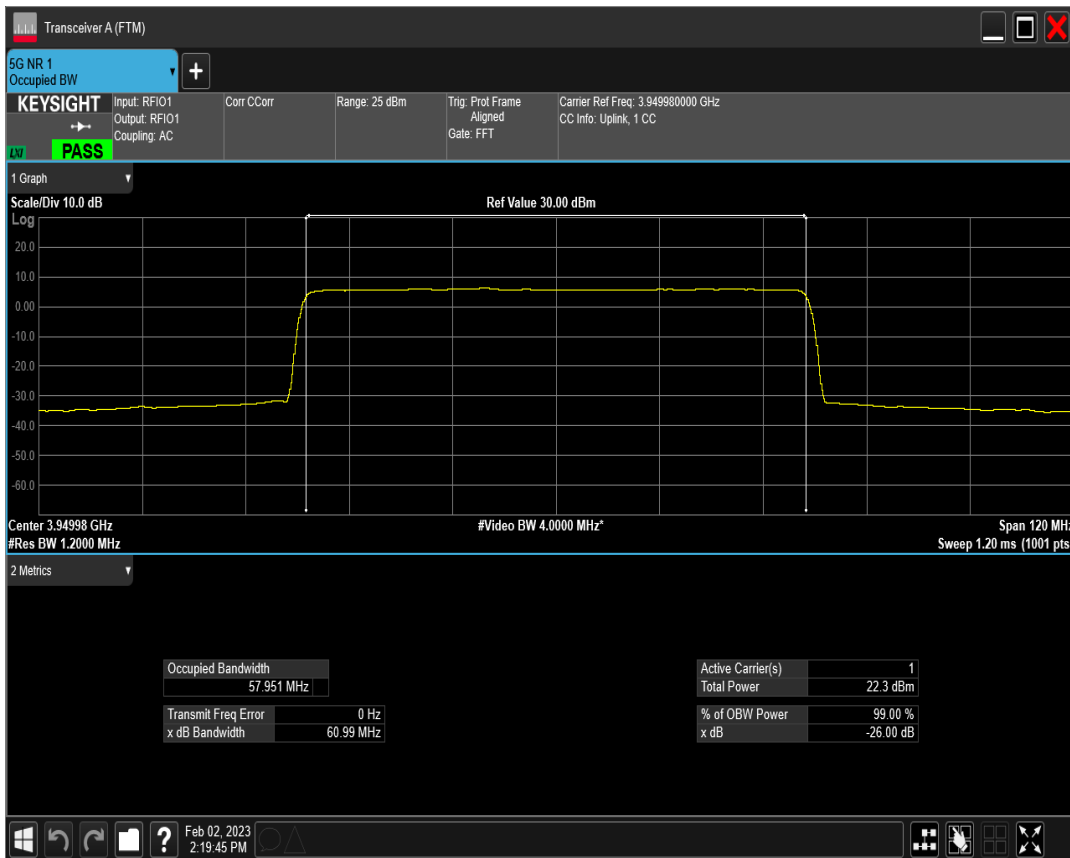 Transceiver A (FTM)
5G NR 1
Occupied BW
+
KEYSIGHT
LXI
PASS
Input: RFIO1
Output: RFIO1
Coupling: AC
Corr CCorr
Range: 25 dBm
Trig: Prot Frame
Aligned
Gate: FFT
Carrier Ref Freq: 3.949980000 GHz
CC Info: Uplink, 1 CC
1 Graph
Scale/Div 10.0 dB
Ref Value 30.00 dBm
Log
20.0
10.0
0.00
-10.0
-20.0
-30.0
-40.0
-50.0
-60.0
Center 3.94998 GHz
#Video BW 4.0000 MHz*
Span 120 MHz
#Res BW 1.2000 MHz
Sweep 1.20 ms (1001 pts
2 Metrics
Occupied Bandwidth
57.951 MHz
Transmit Freq Error 0 Hz
x dB Bandwidth 60.99 MHz
Active Carrier(s) 1
Total Power 22.3 dBm
% of OBW Power 99.00 %
x dB -26.00 dB
?
Feb 02, 2023
2:19:45 PM